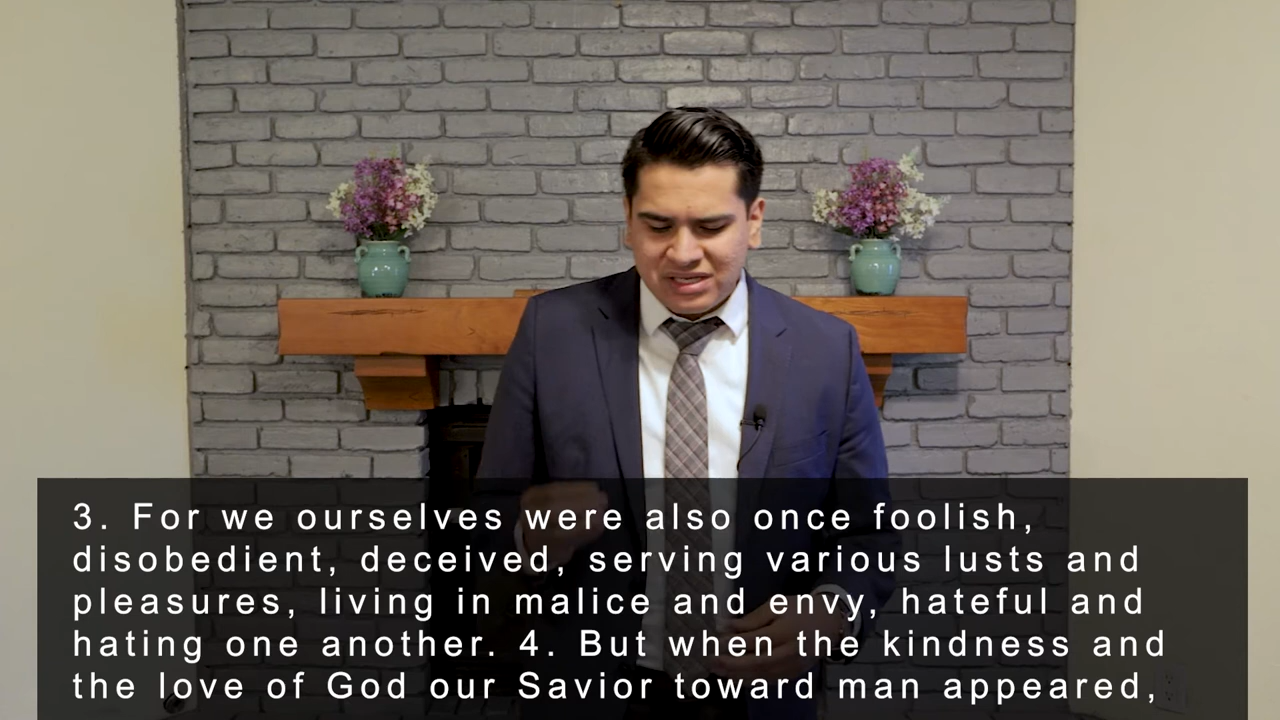 3. For we ourselves were also once foolish,
disobedient, deceived, serving various lusts and
pleasures, living in malice and envy, hateful and
hating one another. 4. But when the kindness and
the love of God our Savior toward man appeared,